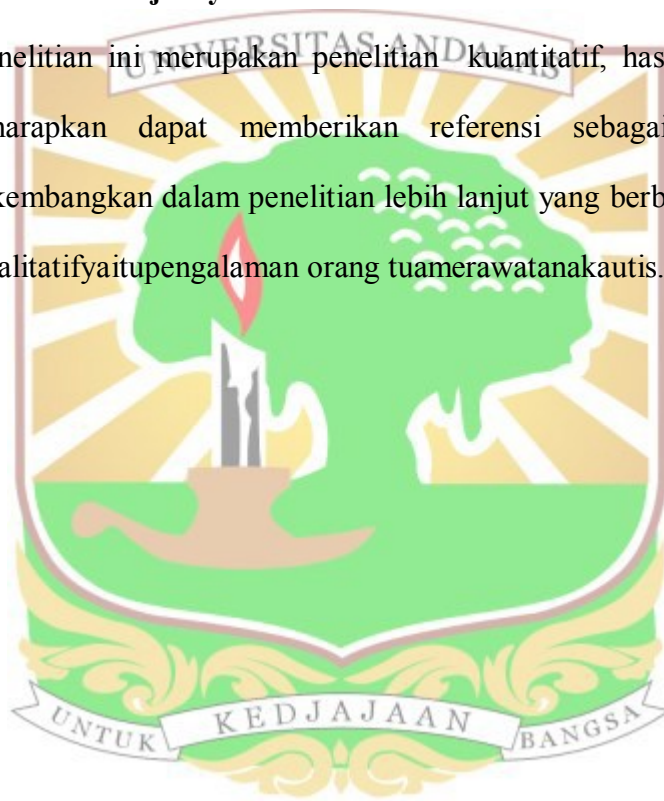 UNIVERSITAS ANDALAS
nelitian ini merupakan penelitian kuantitatif, has
harapkan dapat memberikan referensi sebagai
kembangkan dalam penelitian lebih lanjut yang berb
alitatifyaitupengalaman orang tuamerawatanakautis.
UNTUK KEDJAJAAN BANGSA